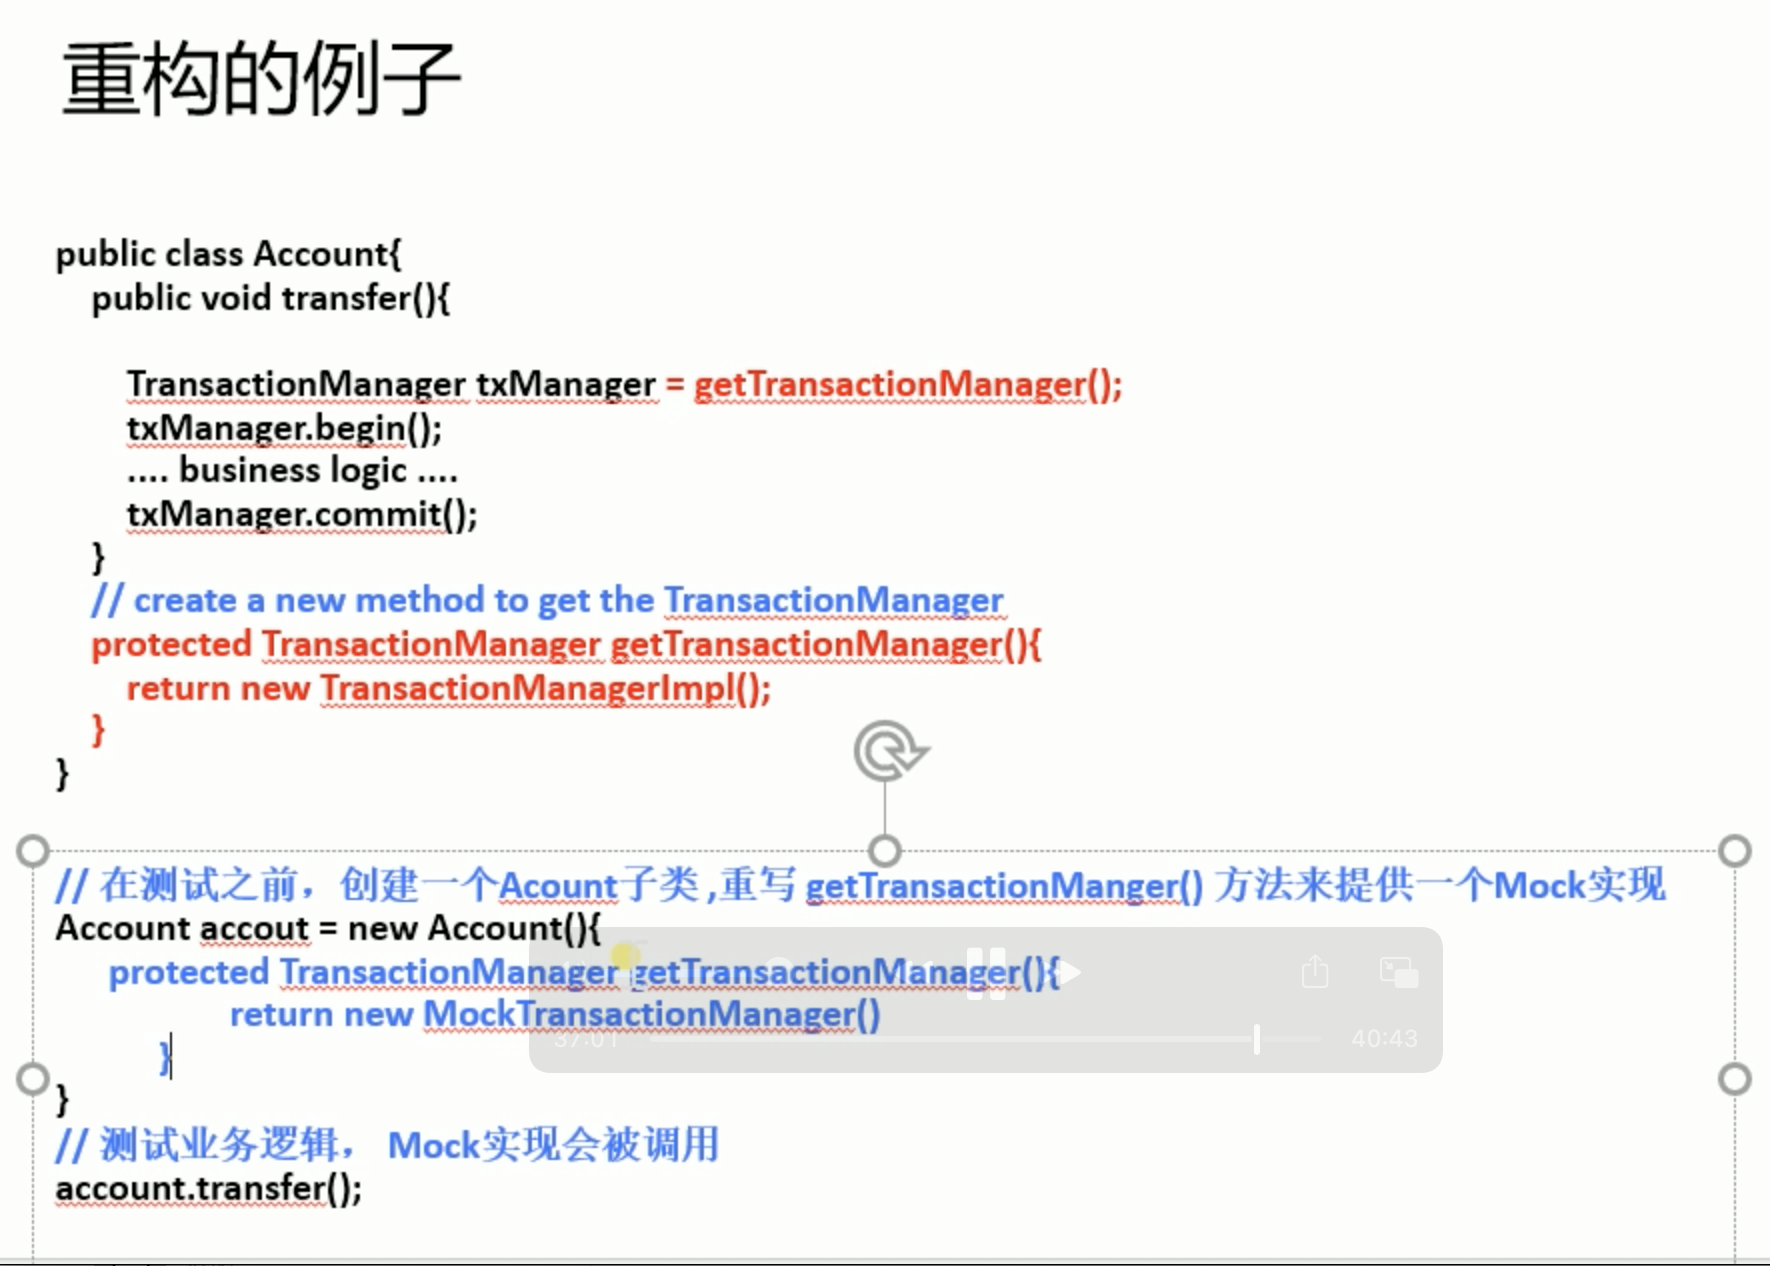 重构的例子
public class Account{
public void transfer(){
TransactionManager txManager = getTransactionManager();
txManager.begin();
.... business logic ....
txManager.commit();
}
// create a new method to get the TransactionManager
protected TransactionManager getTransactionManager(){
return new TransactionManagerImpl();
}
}
// 在测试之前，创建一个Acount子类 ,重写 getTransactionManger() 方法来提供一个Mock实现
Account accout = new Account(){
protected TransactionManager getTransactionManager(){
return new MockTransactionManager()
37:01 40:43
}
}
// 测试业务逻辑， Mock实现会被调用
account.transfer();